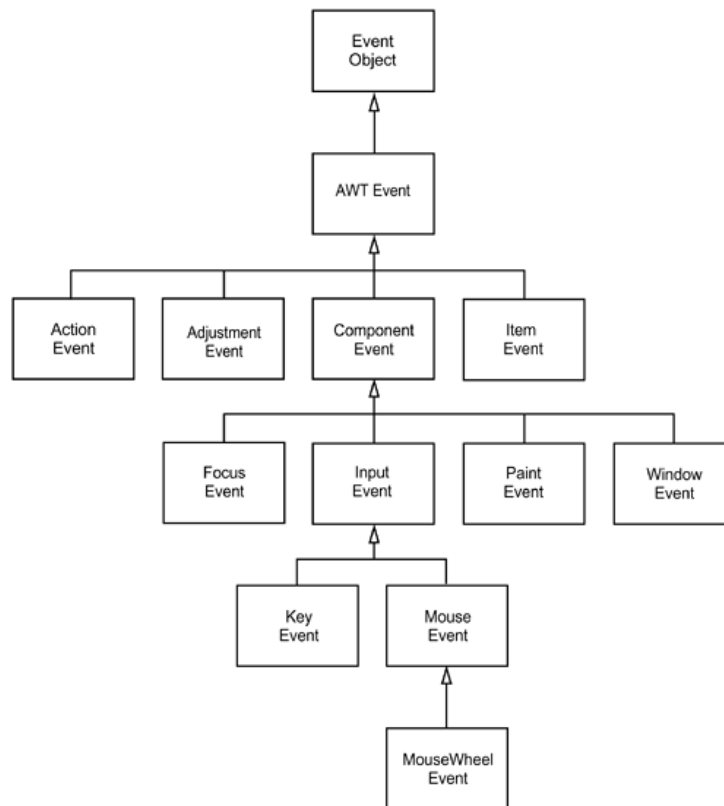 Event
Object
AWT Event
Action
Event
Adjustment
Event
Component
Event
Item
Event
Focus
Event
Input
Event
Paint
Event
Window
Event
Key
Event
Mouse
Event
MouseWheel
Event